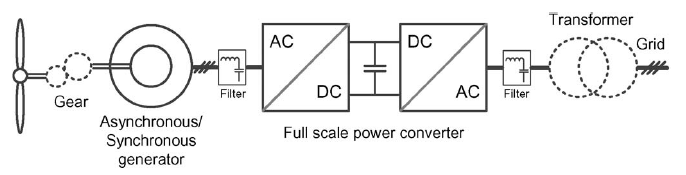 Transformer
Grid
AC
DC
DC
AC
Gear
Filter
Filter
Asynchronous/
Synchronous
generator
Full scale power converter